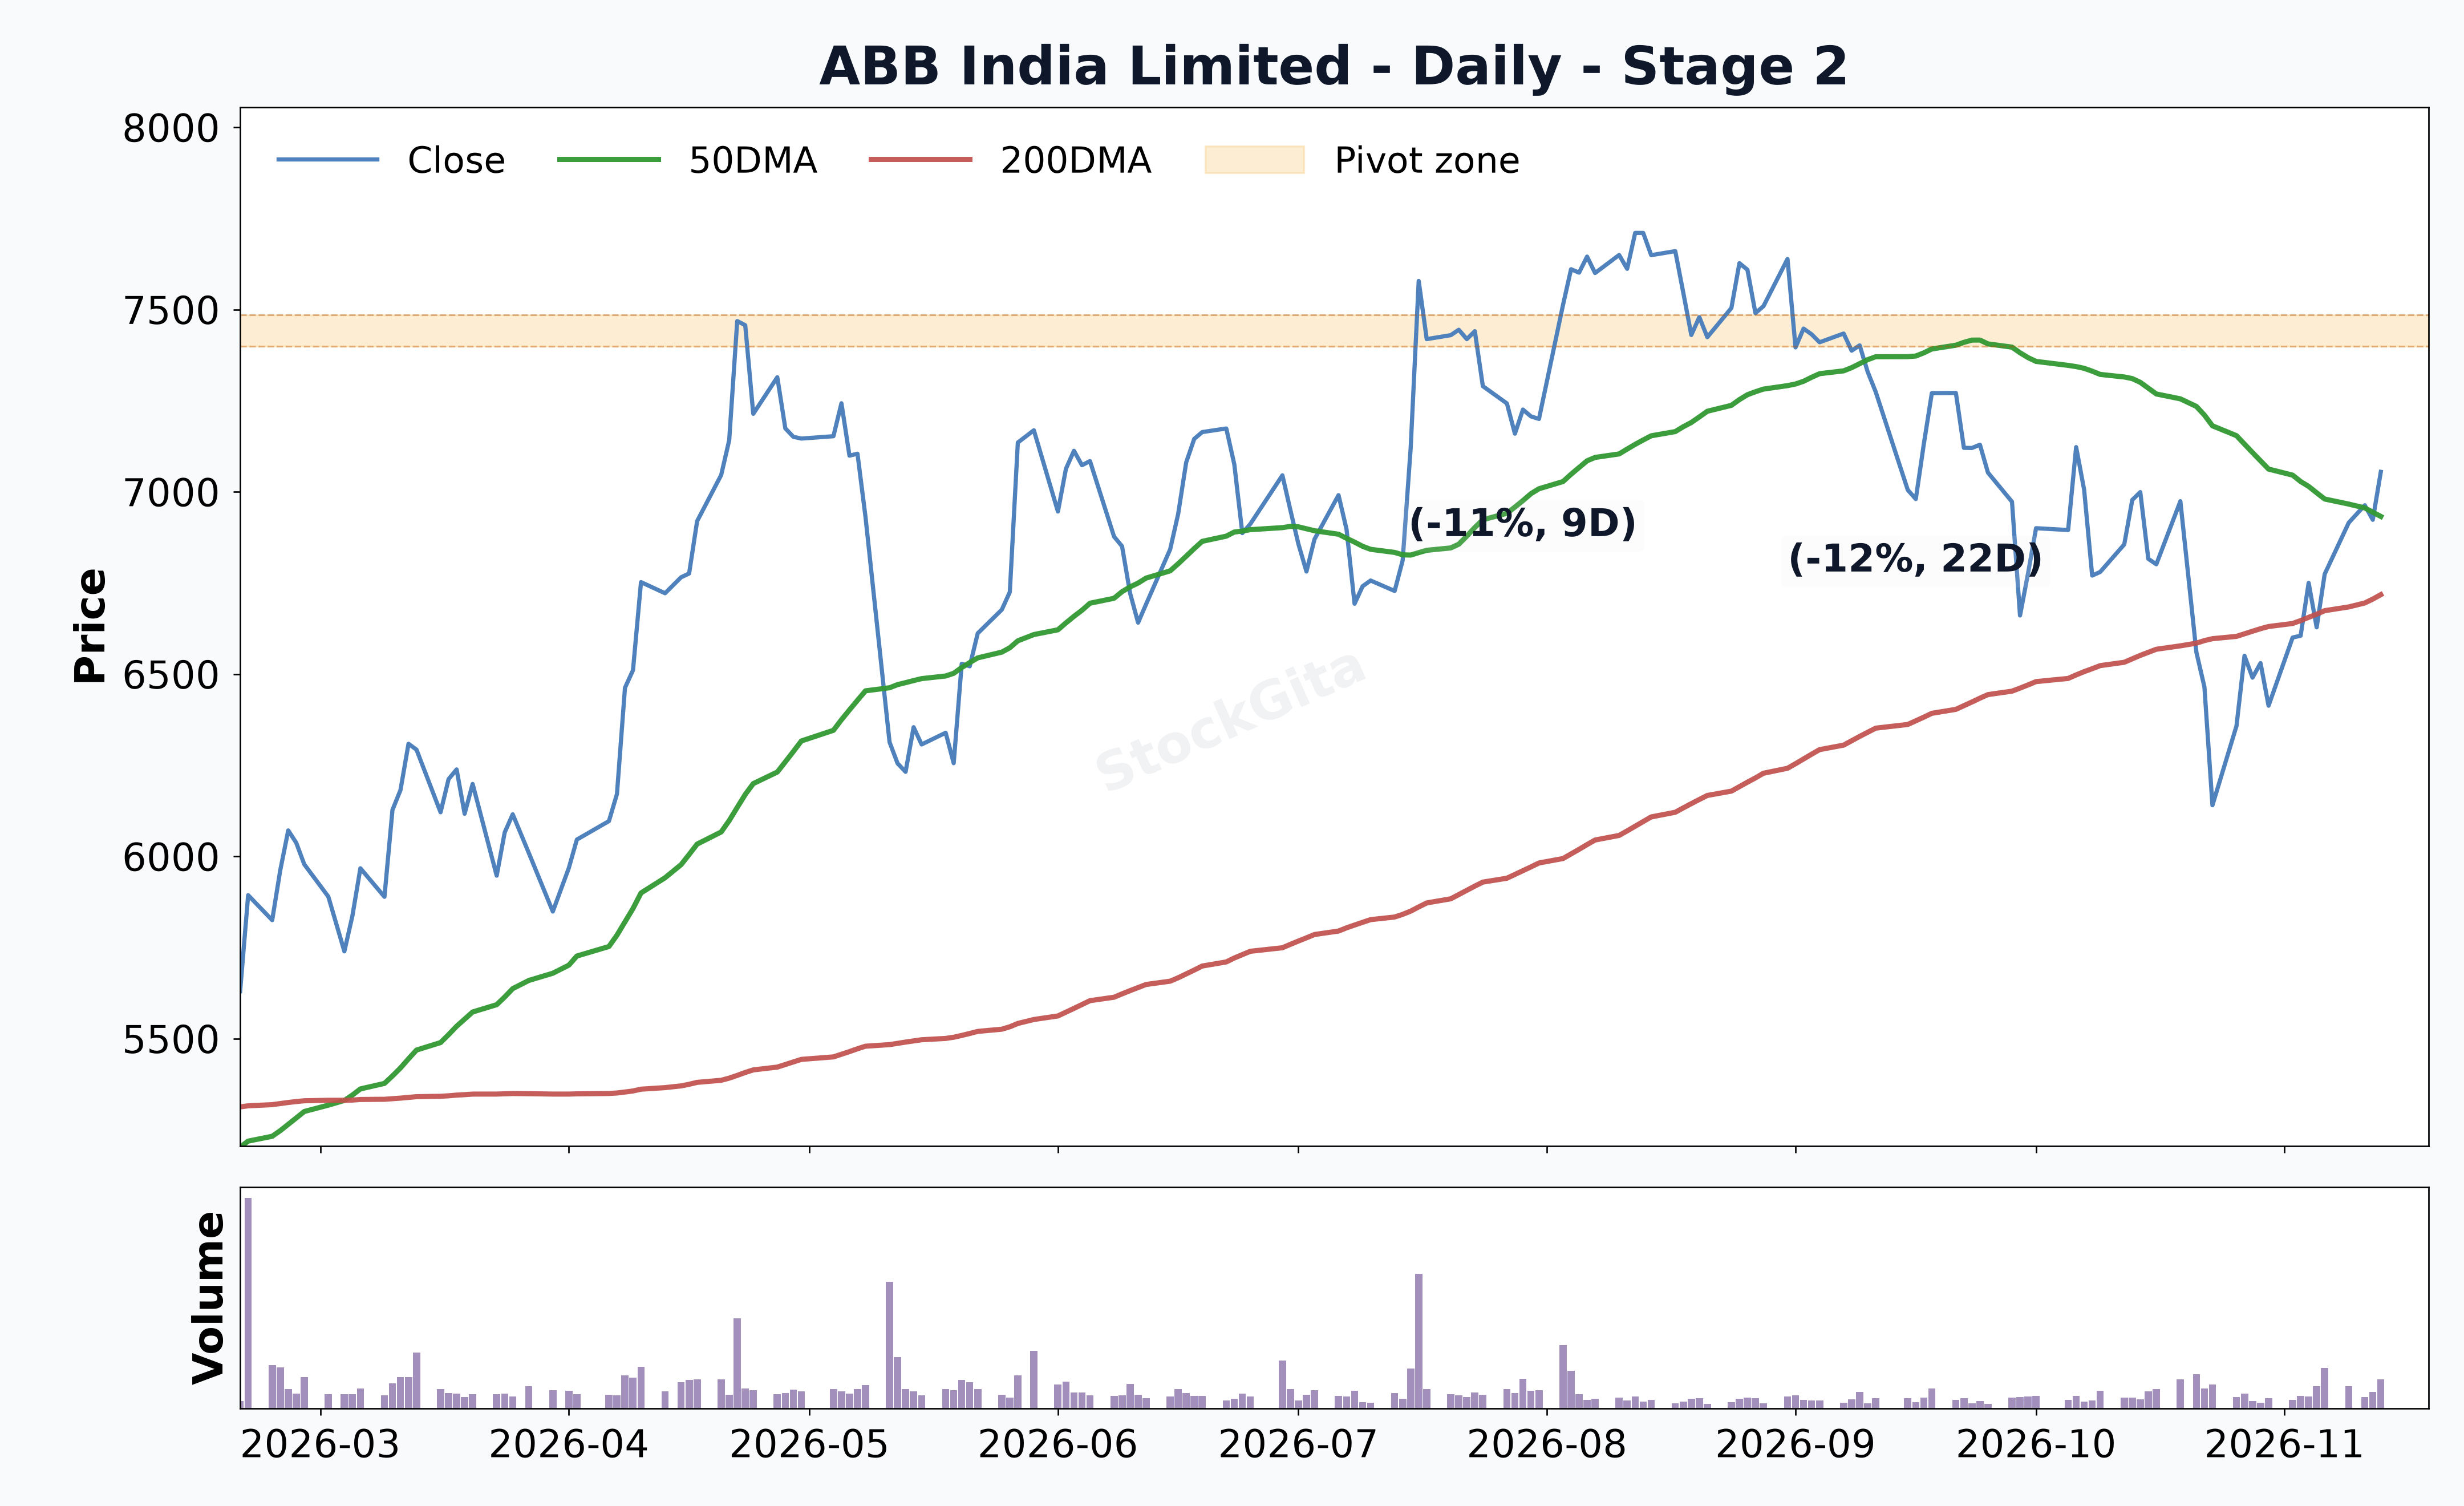 ABB India Limited - Daily - Stage 2
Close 50DMA 200DMA Pivot zone
8000
7500
7000
6500
6000
5500
Price
(-11%, 9D)
(-12%, 22D)
StockGita
Volume
2026-03 2026-04 2026-05 2026-06 2026-07 2026-08 2026-09 2026-10 2026-11